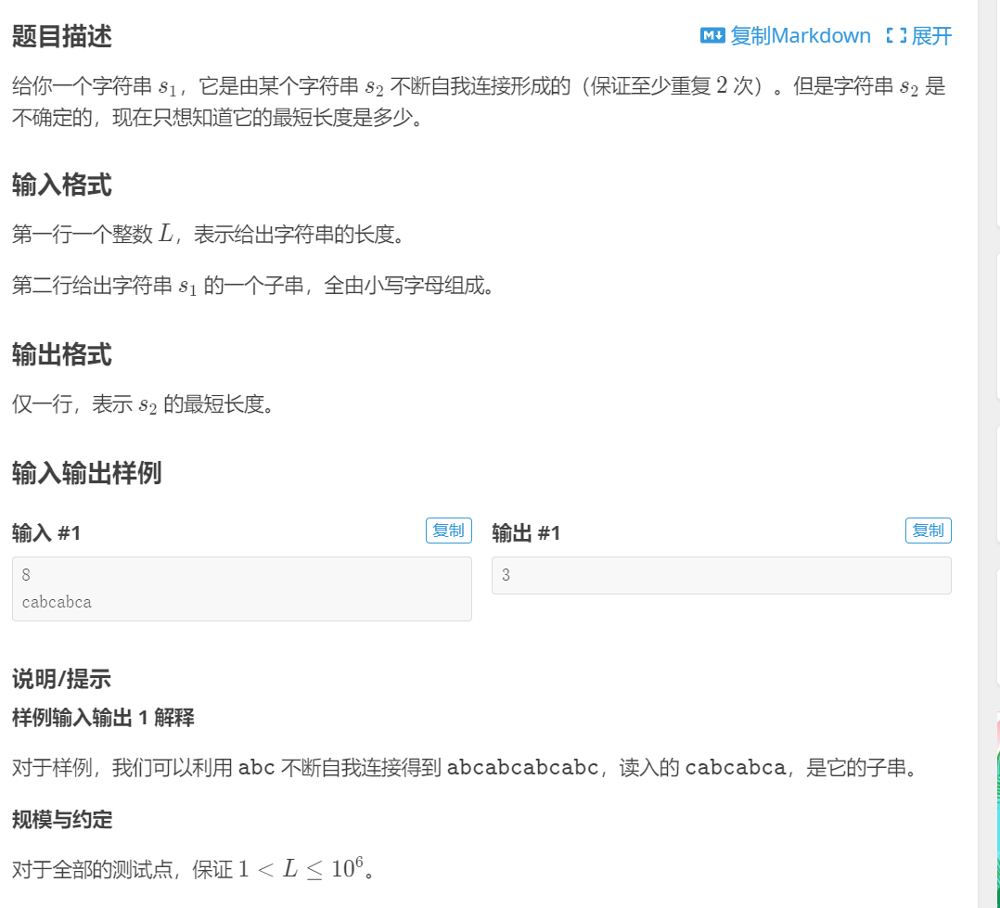 题目描述 复制Markdown 展开
给你一个字符串 s₁，它是由某个字符串 s₂ 不断自我连接形成的（保证至少重复 2 次）。但是字符串 s₂ 是
不确定的，现在只想知道它的最短长度是多少。
输入格式
第一行一个整数 L，表示给出字符串的长度。
第二行给出字符串 s₁ 的一个子串，全由小写字母组成。
输出格式
仅一行，表示 s₂ 的最短长度。
输入输出样例
输入 #1 复制 输出 #1 复制
8 3
cabcabca
说明/提示
样例输入输出 1 解释
对于样例，我们可以利用 abc 不断自我连接得到 abcabcabcabc，读入的 cabcabca，是它的子串。
规模与约定
对于全部的测试点，保证 1 < L ≤ 10⁶。